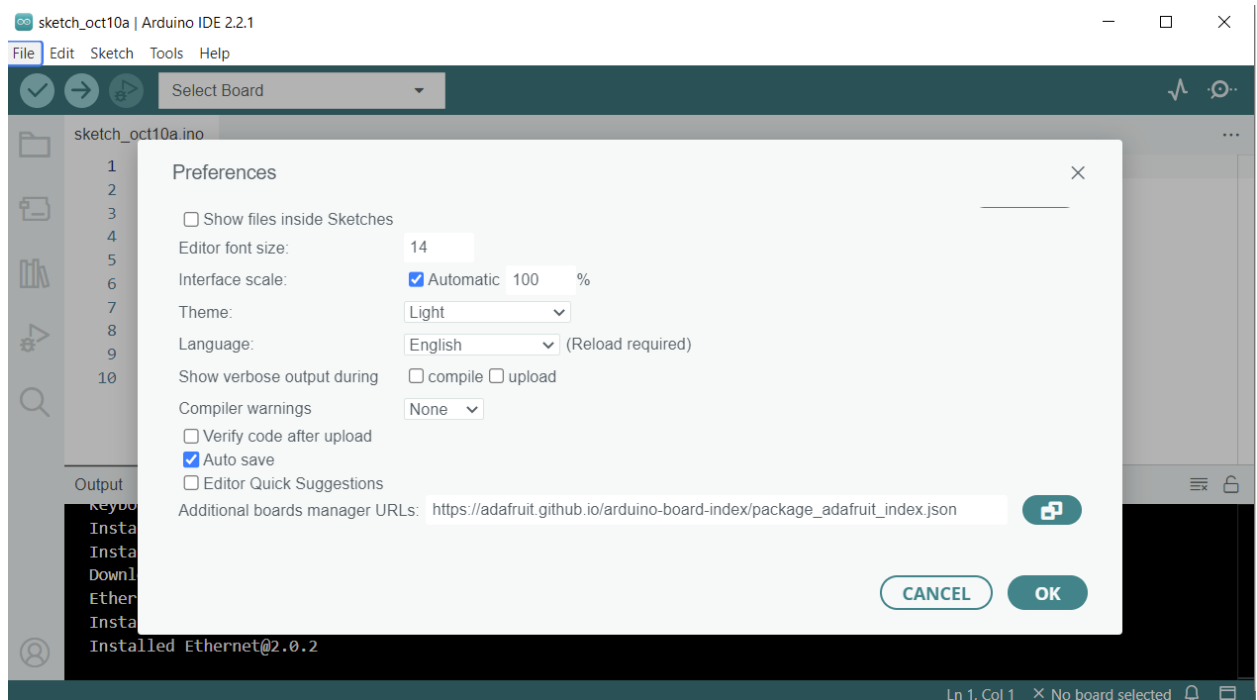 sketch_oct10a | Arduino IDE 2.2.1
File Edit Sketch Tools Help
Select Board
sketch_oct10a.ino
1
2
3
4
5
6
7
8
9
10
Preferences
Show files inside Sketches
Editor font size: 14
Interface scale: Automatic 100 %
Theme: Light
Language: English (Reload required)
Show verbose output during compile upload
Compiler warnings None
Verify code after upload
Auto save
Editor Quick Suggestions
Additional boards manager URLs: https://adafruit.github.io/arduino-board-index/package_adafruit_index.json
CANCEL OK
Output
Keybo
Insta
Insta
Downl
Ether
Insta
Installed Ethernet@2.0.2
Ln 1, Col 1 × No board selected